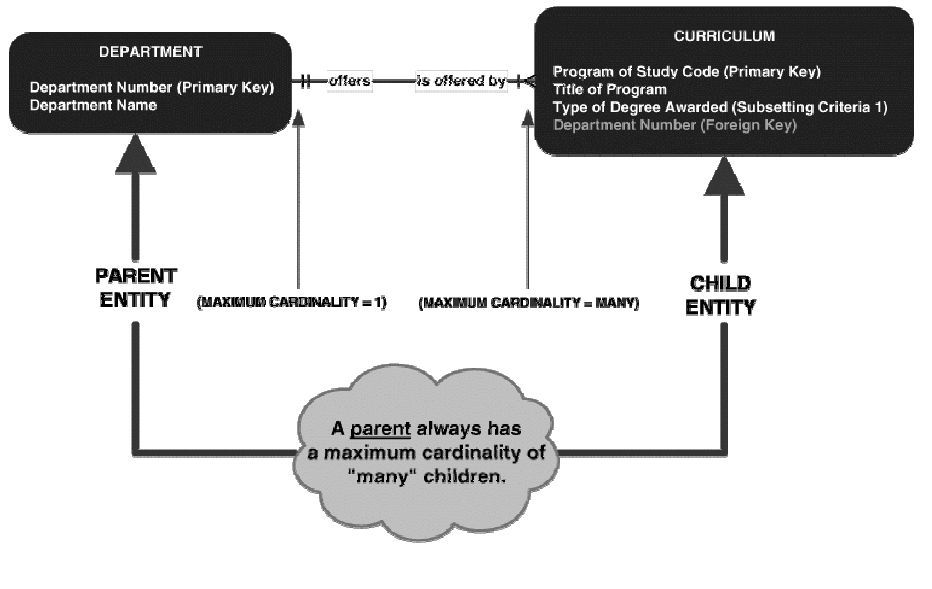 DEPARTMENT
Department Number (Primary Key)
Department Name
offers
is offered by
CURRICULUM
Program of Study Code (Primary Key)
Title of Program
Type of Degree Awarded (Subsetting Criteria 1)
Department Number (Foreign Key)
PARENT
ENTITY
(MAXIMUM CARDINALITY = 1)
(MAXIMUM CARDINALITY = MANY)
CHILD
ENTITY
A parent always has
a maximum cardinality of
"many" children.